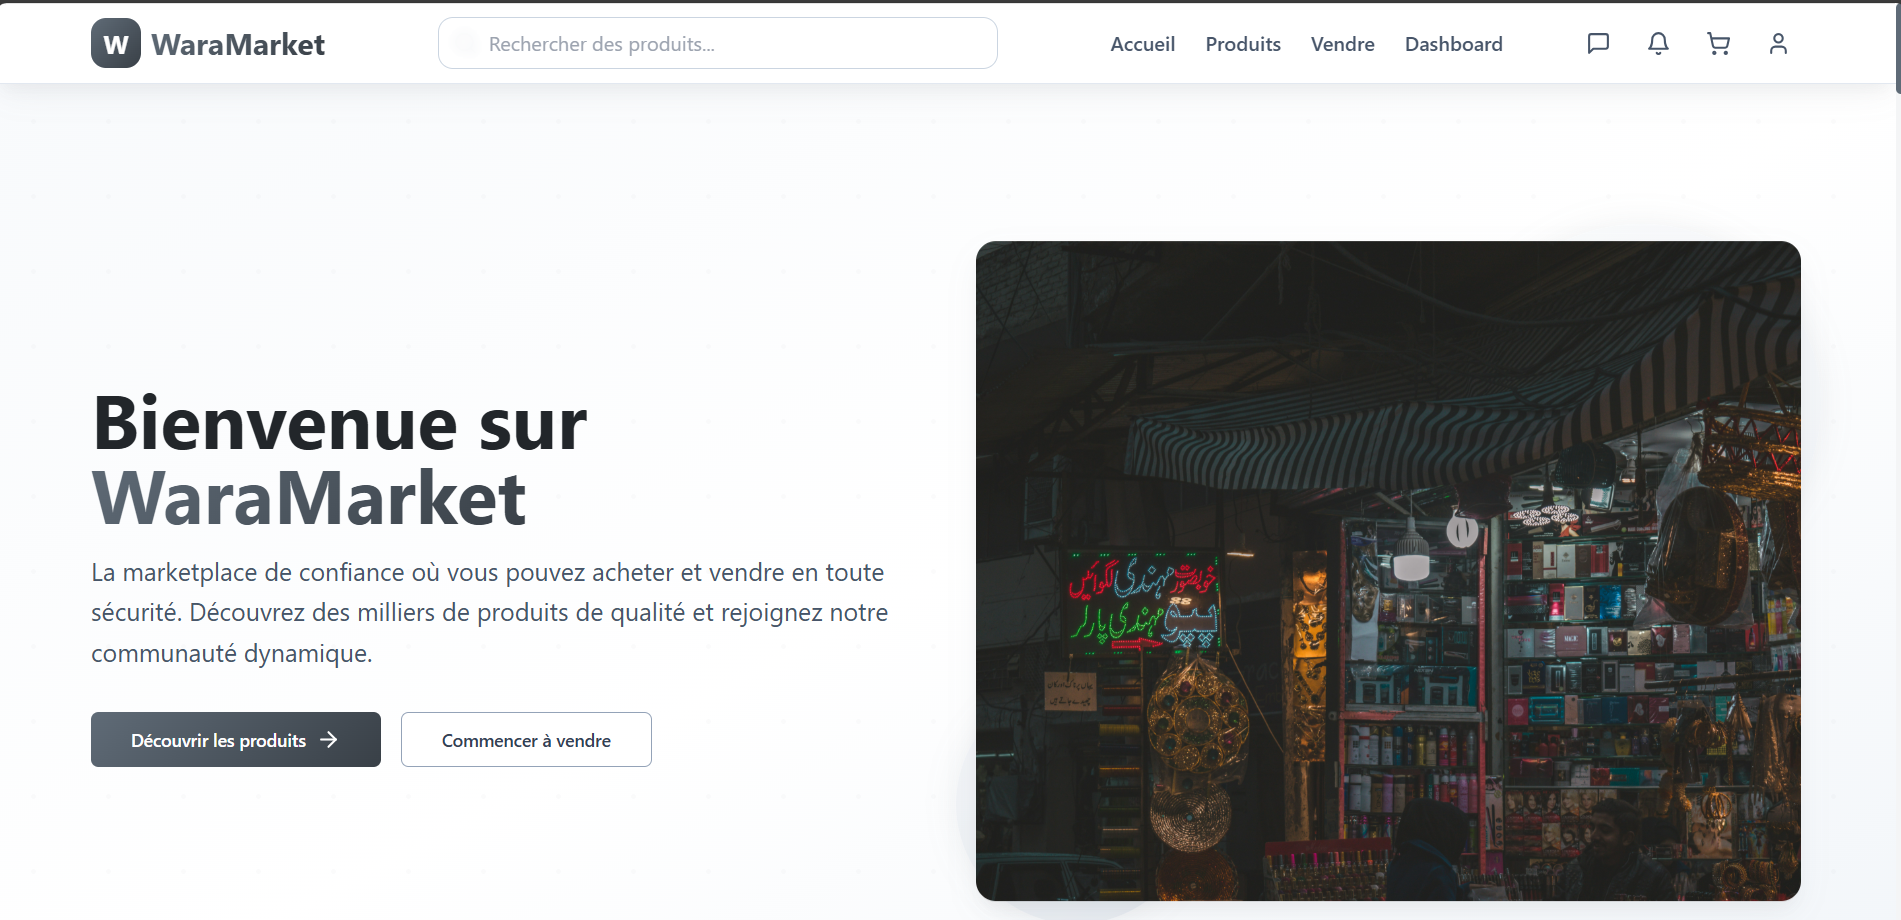 W WaraMarket
Rechercher des produits...
Accueil Produits Vendre Dashboard
Bienvenue sur
WaraMarket
La marketplace de confiance où vous pouvez acheter et vendre en toute
sécurité. Découvrez des milliers de produits de qualité et rejoignez notre
communauté dynamique.
Découvrir les produits →
Commencer à vendre
خوبصورت مہندی لگوائیں
پپو مہندی پارلر